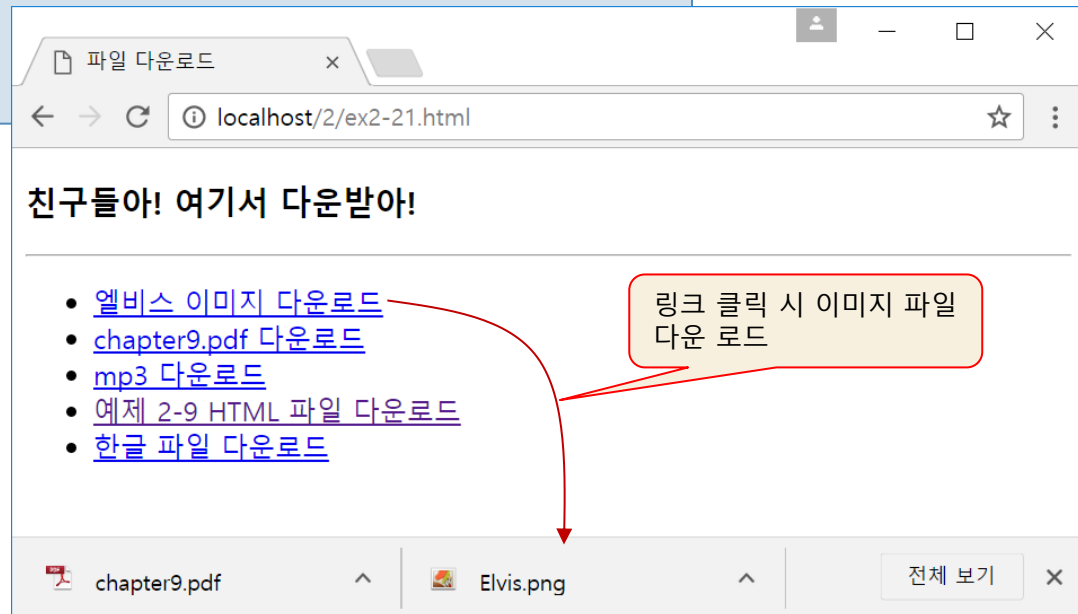 파일 다운로드
localhost/2/ex2-21.html
친구들아! 여기서 다운받아!
엘비스 이미지 다운로드
chapter9.pdf 다운로드
mp3 다운로드
예제 2-9 HTML 파일 다운로드
한글 파일 다운로드
링크 클릭 시 이미지 파일
다운 로드
chapter9.pdf
Elvis.png
전체 보기